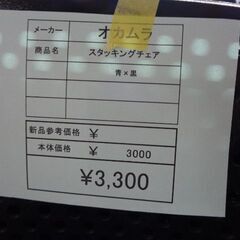 メーカー オカムラ
商品名 スタッキングチェア
青×黒
新品参考価格 ¥
本体価格 ¥ 3000
¥3,300